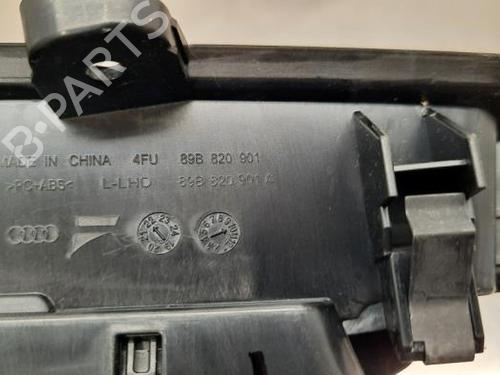 B-PARTS
MADE IN CHINA 4FU 89B 820 901
>PC+ABS< L-LHD 89B 820 901 A